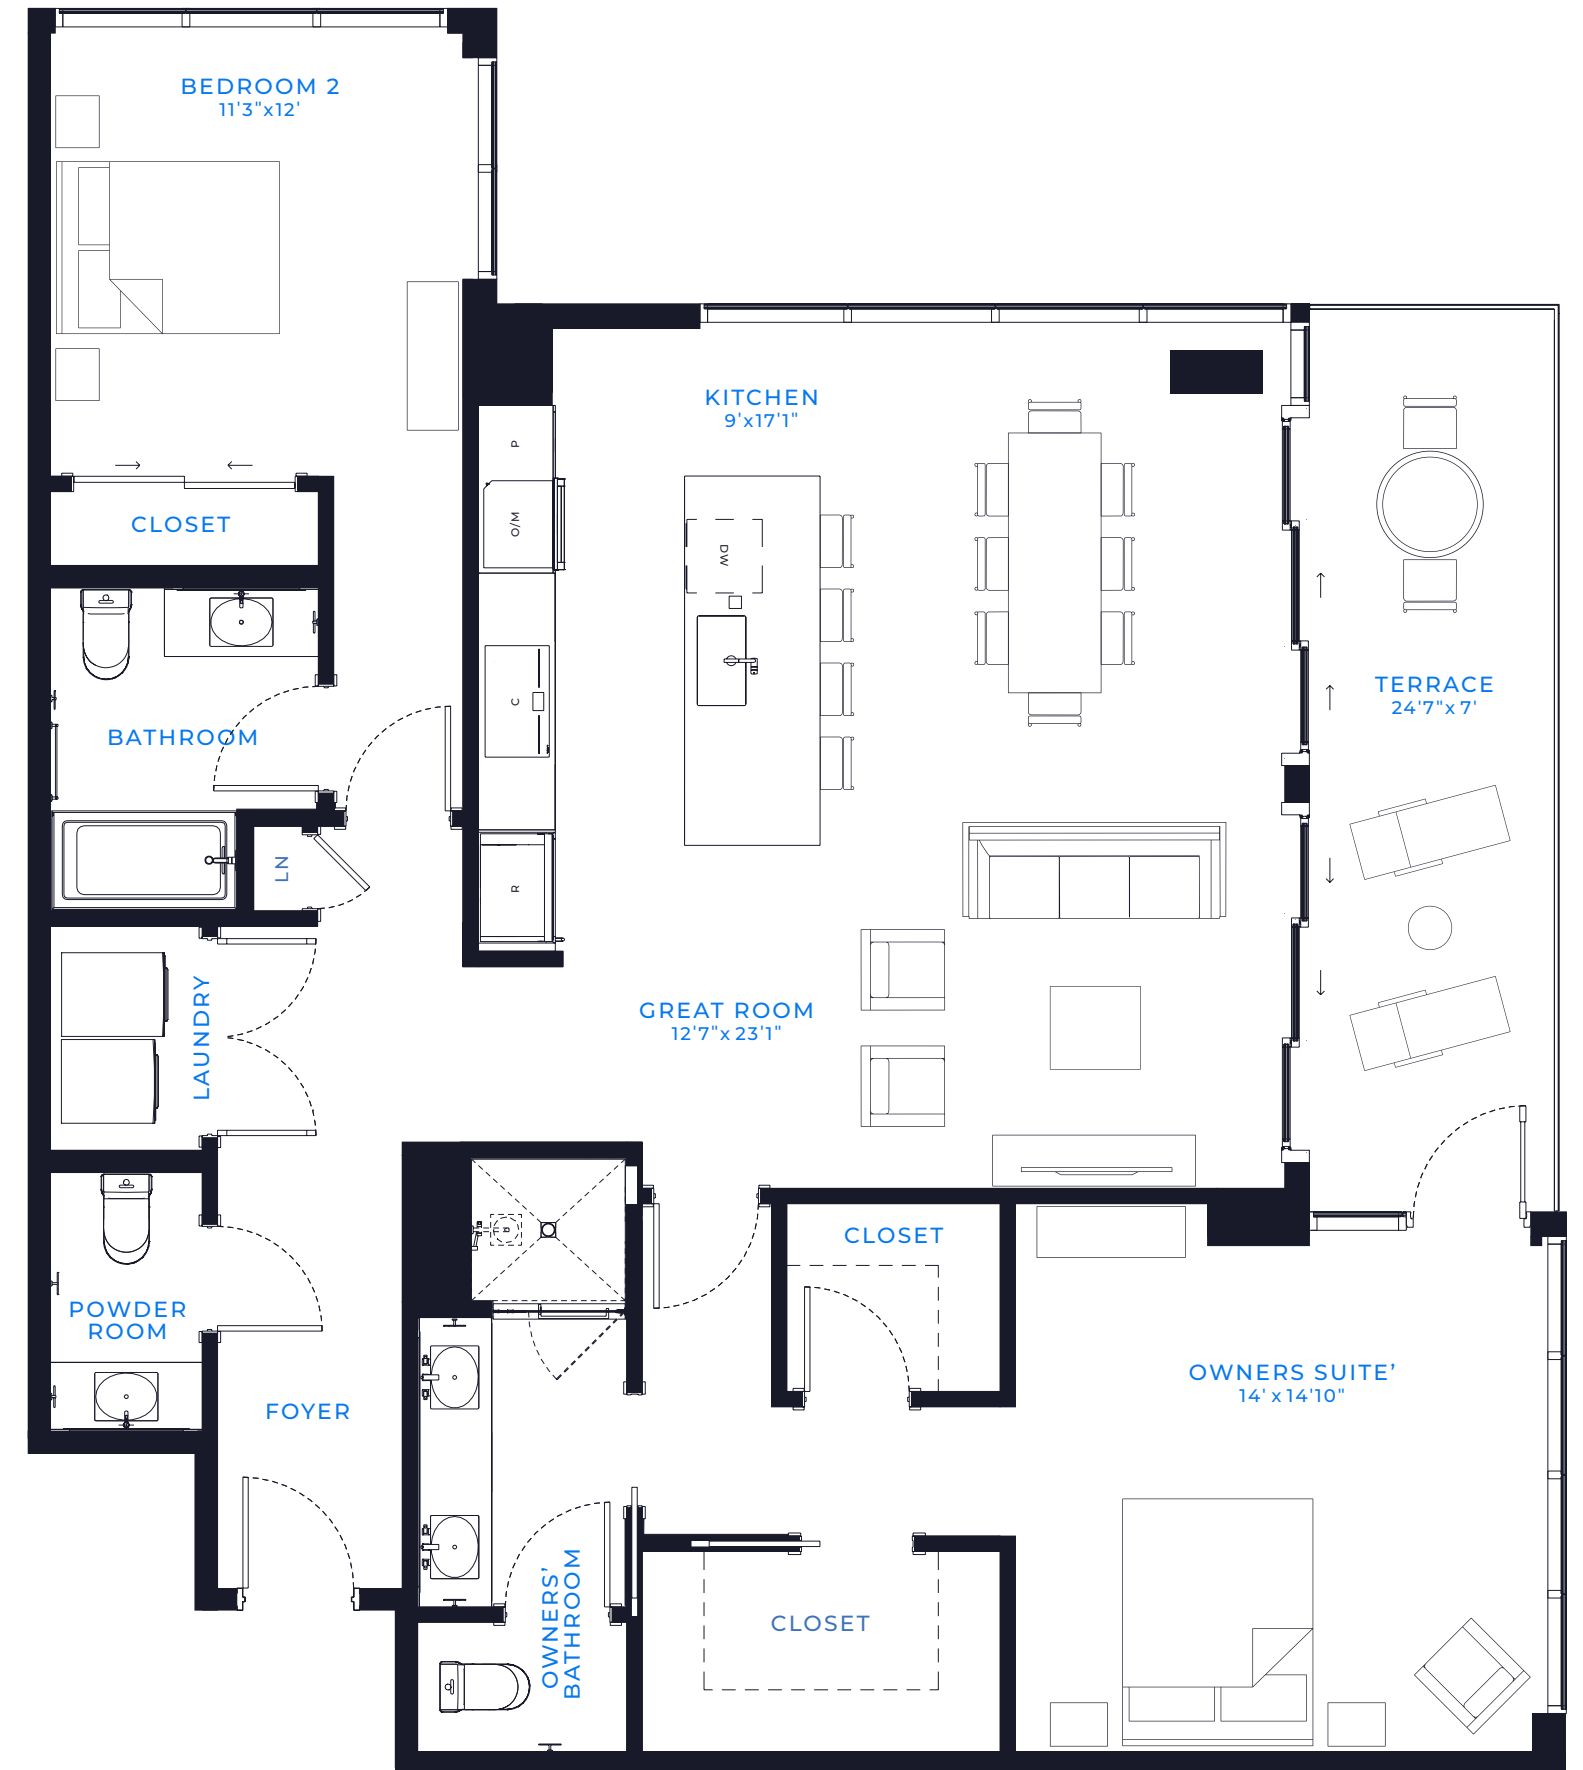 BEDROOM 2
11'3"x12'
KITCHEN
9'x17'1"
P
O/M
CLOSET
DW
TERRACE
24'7"x 7'
C
BATHROOM
LN
R
LAUNDRY
GREAT ROOM
12'7"x 23'1"
CLOSET
POWDER
ROOM
OWNERS SUITE’
14' x 14'10"
FOYER
OWNERS’
BATHROOM
CLOSET